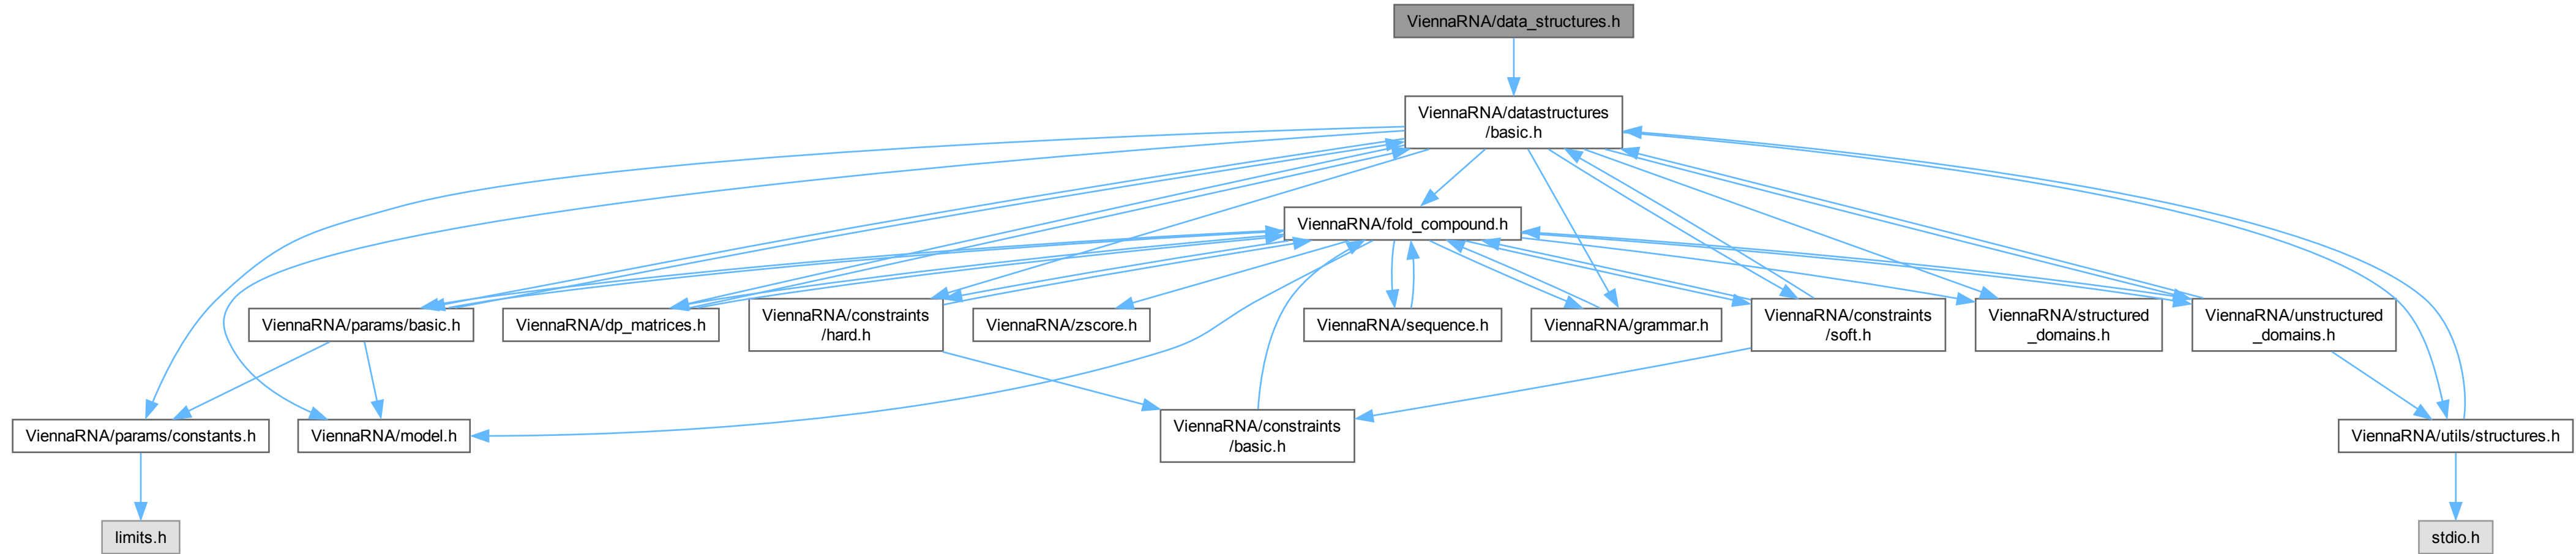 ViennaRNA/data_structures.h
ViennaRNA/datastructures
/basic.h
ViennaRNA/fold_compound.h
ViennaRNA/params/basic.h
ViennaRNA/dp_matrices.h
ViennaRNA/constraints
/hard.h
ViennaRNA/zscore.h
ViennaRNA/sequence.h
ViennaRNA/grammar.h
ViennaRNA/constraints
/soft.h
ViennaRNA/structured
_domains.h
ViennaRNA/unstructured
_domains.h
ViennaRNA/params/constants.h
ViennaRNA/model.h
ViennaRNA/constraints
/basic.h
ViennaRNA/utils/structures.h
limits.h
stdio.h